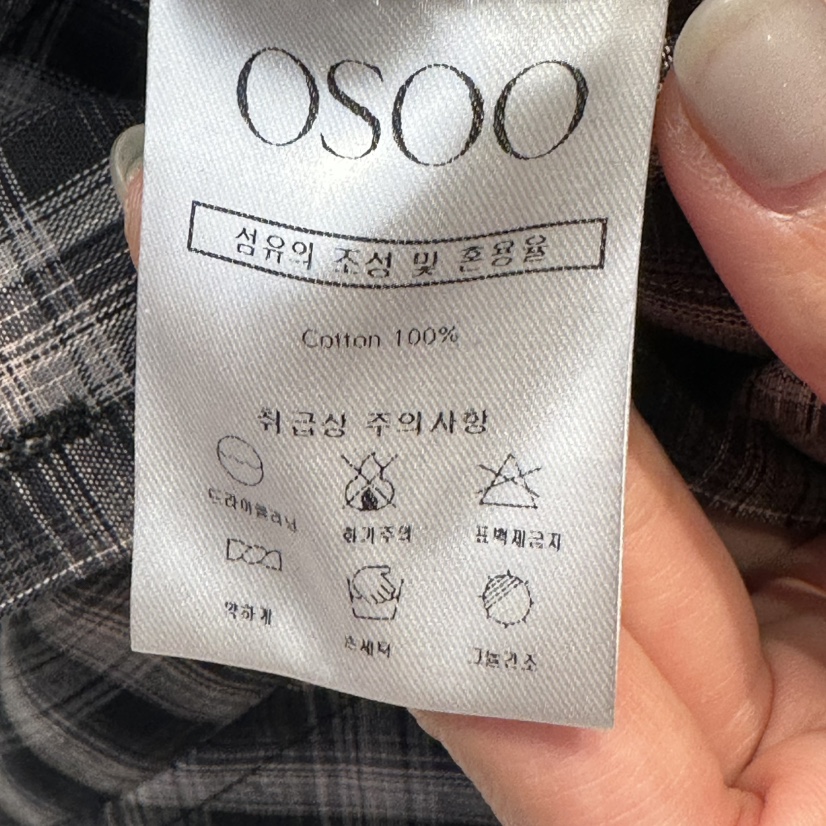 OSOO
섬유의 조성 및 혼용율
Cotton 100%
취급상 주의사항
드라이클리닝
화기주의
표백제금지
약하게
손세탁
그늘건조